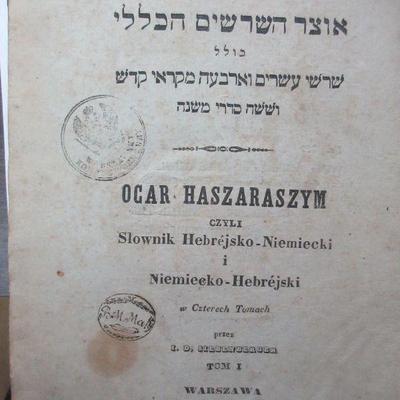 אוצר השרשים הכללי
כולל
שרשי עשרים וארבעה מקראי קדש
וששה סדרי משנה
OCAR HASZARASZYM
CZYLI
Słownik Hebréjsko-Niemiecki
i
Niemiecko-Hebréjski
w Czterech Tomach
przez
I. D. SIEBENBERGER
TOM I
WARSZAWA